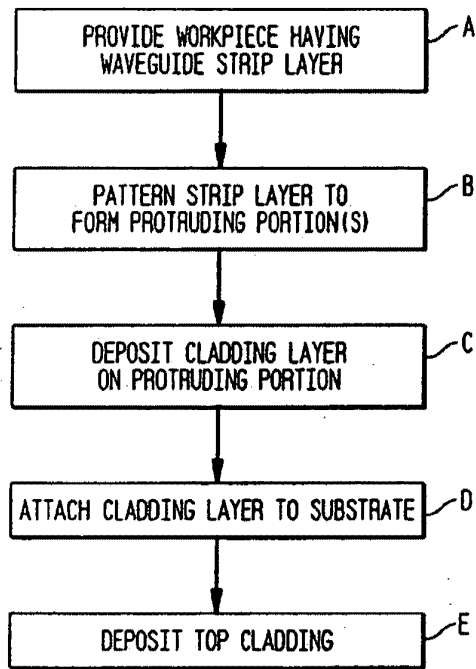 PROVIDE WORKPIECE HAVING
WAVEGUIDE STRIP LAYER
A
PATTERN STRIP LAYER TO
FORM PROTRUDING PORTION(S)
B
DEPOSIT CLADDING LAYER
ON PROTRUDING PORTION
C
ATTACH CLADDING LAYER TO SUBSTRATE
D
DEPOSIT TOP CLADDING
E